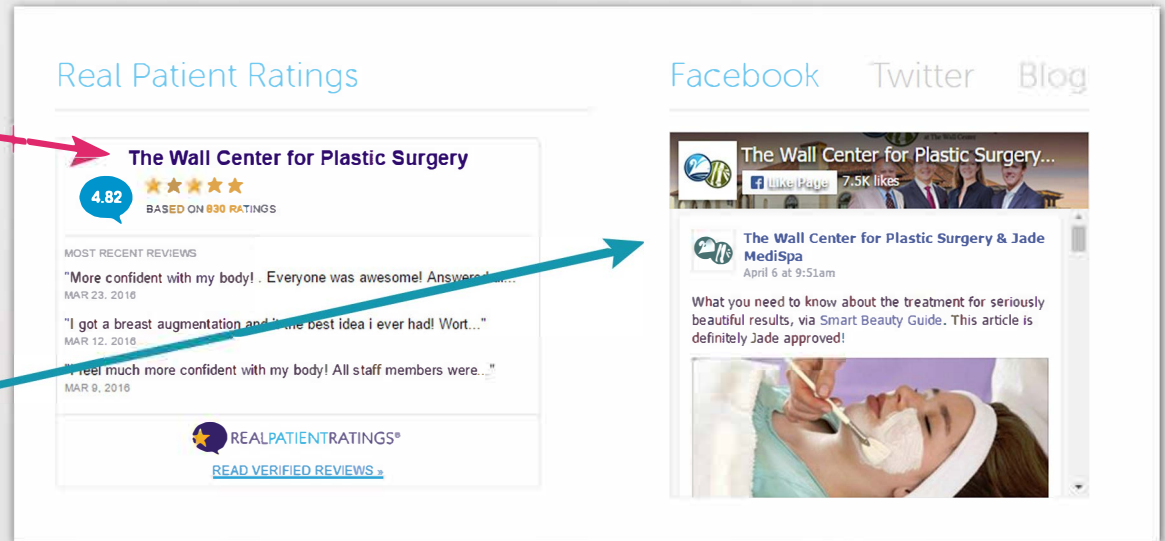 Real Patient Ratings
The Wall Center for Plastic Surgery
4.82
BASED ON 830 RATINGS
MOST RECENT REVIEWS
"More confident with my body! . Everyone was awesome! Answered
MAR 23, 2016
"I got a breast augmentation and it the best idea i ever had! Wort..."
MAR 12, 2016
"I feel much more confident with my body! All staff members were..."
MAR 9, 2016
REALPATIENTRATINGS®
READ VERIFIED REVIEWS »
Facebook Twitter Blog
at The Wall Center
The Wall Center for Plastic Surgery...
f Like Page 7.5K likes
The Wall Center for Plastic Surgery & Jade
MediSpa
April 6 at 9:51am
What you need to know about the treatment for seriously
beautiful results, via Smart Beauty Guide. This article is
definitely Jade approved!